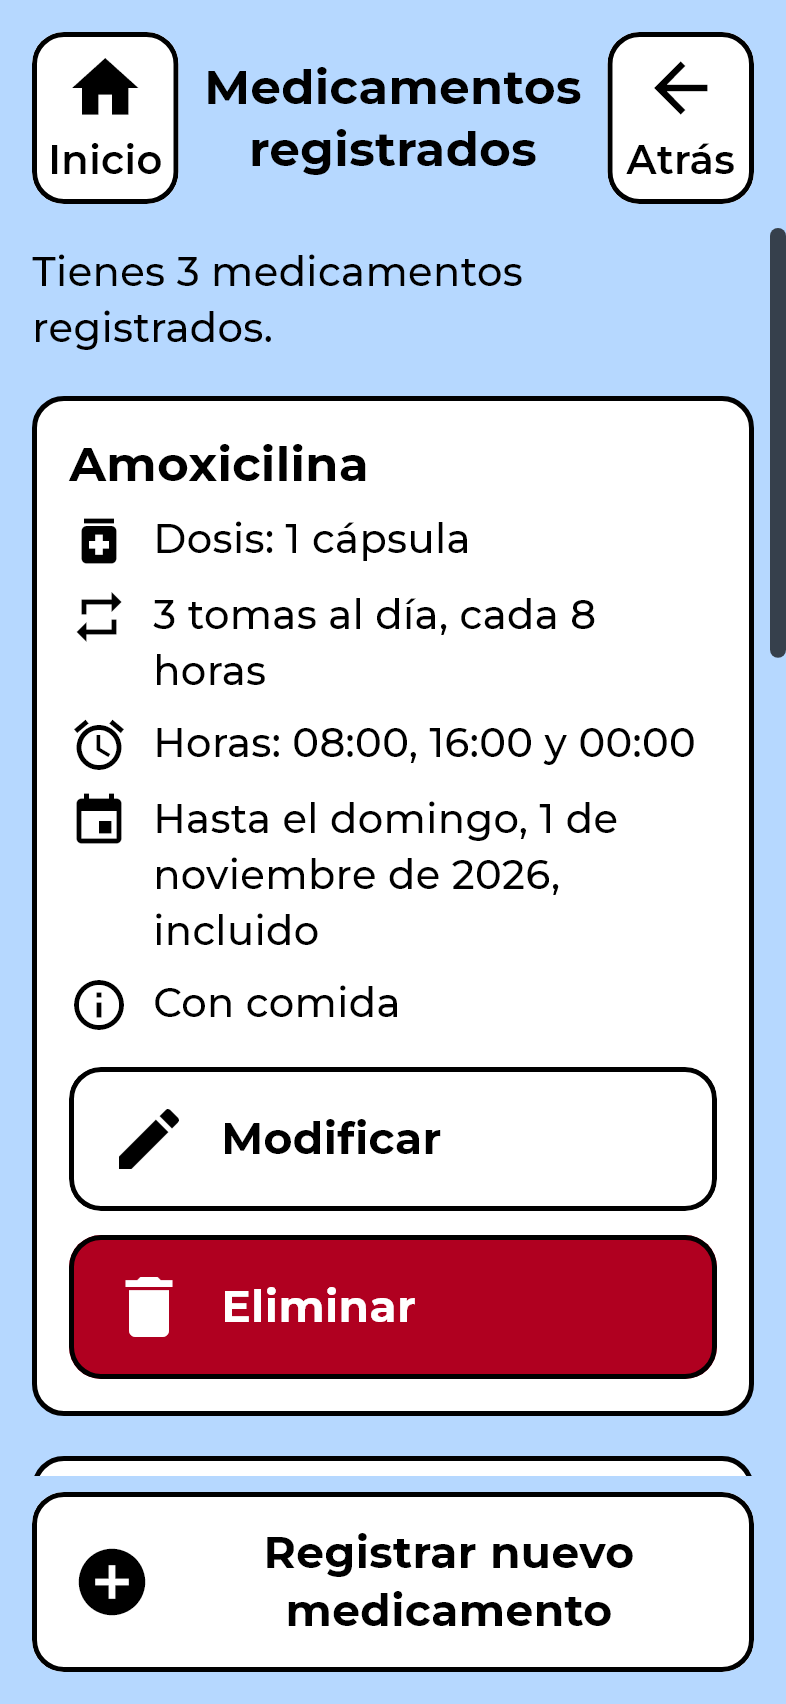 Inicio
Medicamentos
registrados
Atrás
Tienes 3 medicamentos
registrados.
Amoxicilina
Dosis: 1 cápsula
3 tomas al día, cada 8
horas
Horas: 08:00, 16:00 y 00:00
Hasta el domingo, 1 de
noviembre de 2026,
incluido
Con comida
Modificar
Eliminar
Registrar nuevo
medicamento